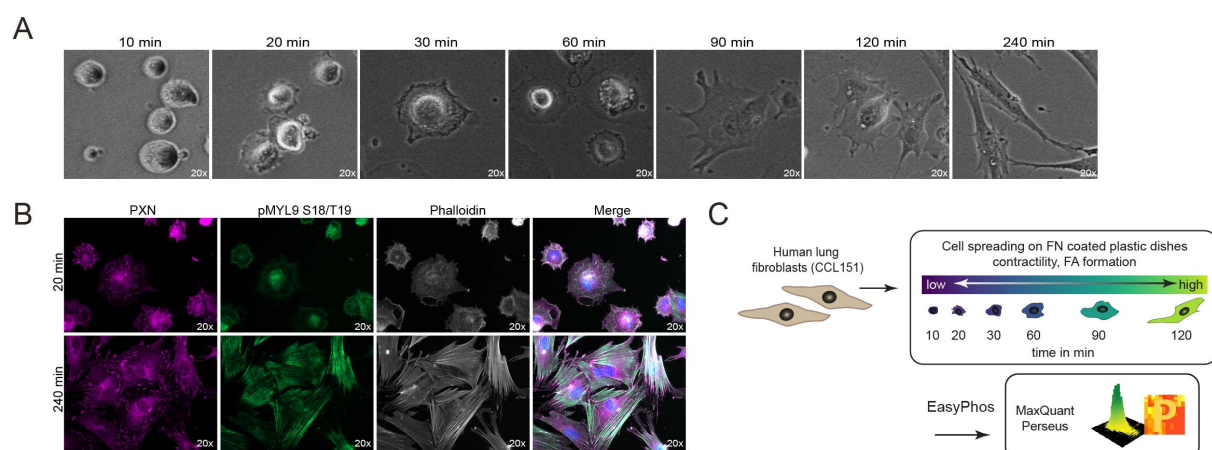 A
10 min 20 min 30 min 60 min 90 min 120 min 240 min
20x 20x 20x 20x 20x 20x 20x
B
PXN pMYL9 S18/T19 Phalloidin Merge
20 min
20x 20x 20x 20x
240 min
20x 20x 20x 20x
C
Human lung
fibroblasts (CCL151)
Cell spreading on FN coated plastic dishes
contractility, FA formation
low high
10 20 30 60 90 120
time in min
EasyPhos
MaxQuant
Perseus
P